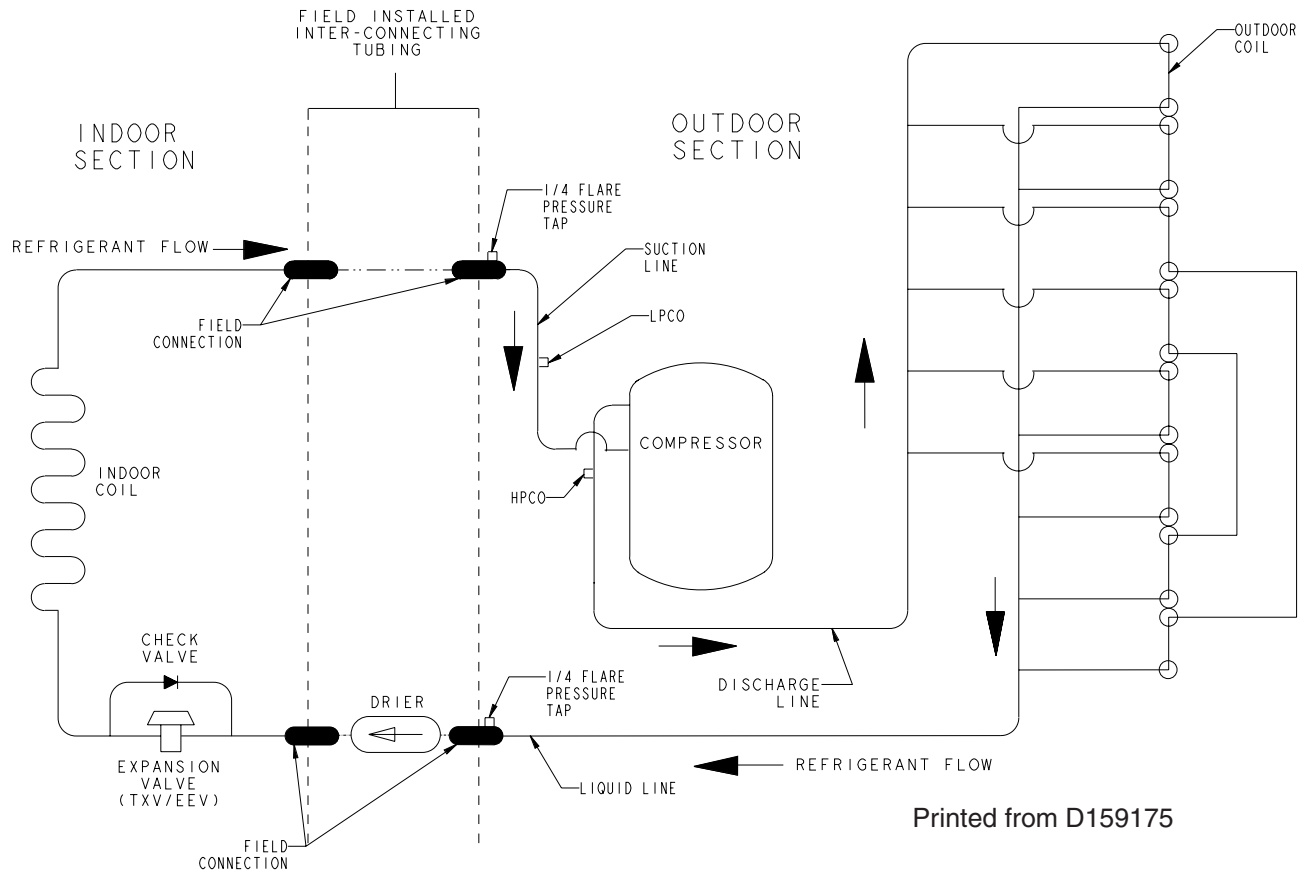 FIELD INSTALLED
INTER-CONNECTING
TUBING
OUTDOOR
COIL
INDOOR
SECTION
OUTDOOR
SECTION
1/4 FLARE
PRESSURE
TAP
REFRIGERANT FLOW
SUCTION
LINE
FIELD
CONNECTION
LPCO
COMPRESSOR
INDOOR
COIL
HPCO
CHECK
VALVE
1/4 FLARE
PRESSURE
TAP
DRIER
DISCHARGE
LINE
EXPANSION
VALVE
(TXV/EEV)
LIQUID LINE
REFRIGERANT FLOW
Printed from D159175
FIELD
CONNECTION